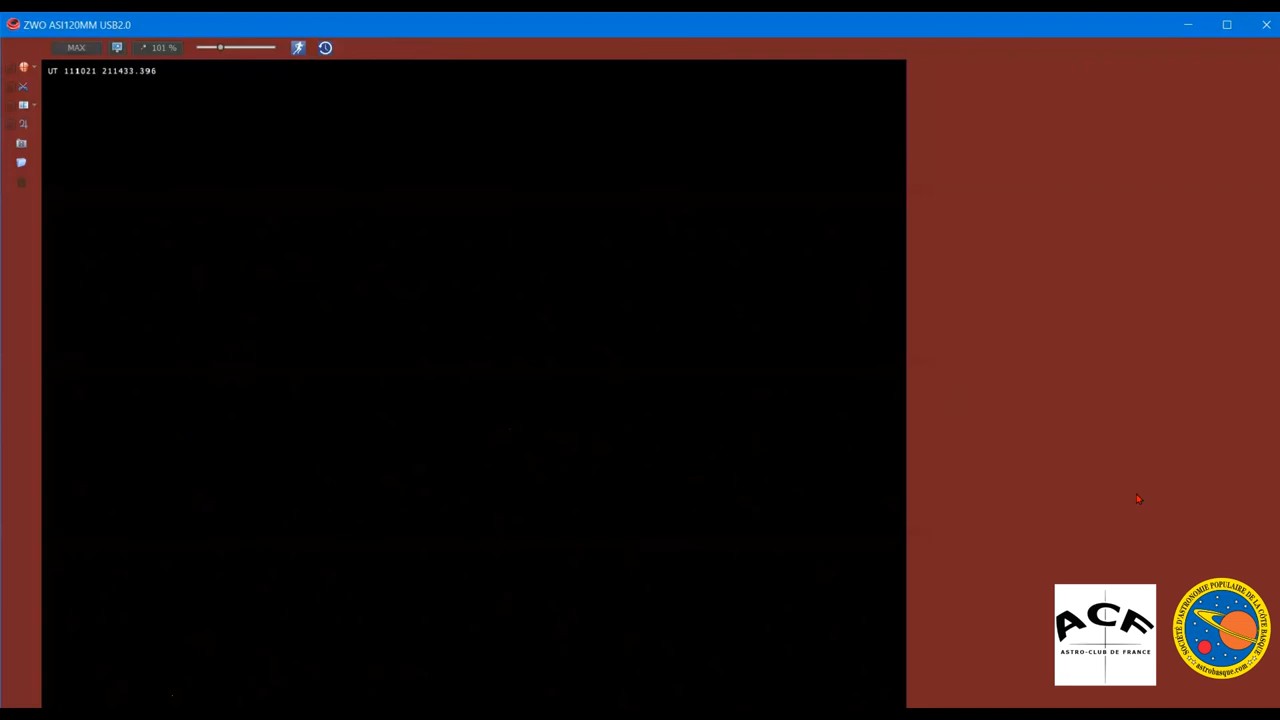 ZWO ASI120MM USB2.0
MAX
101 %
UT 111021 211433.396
ACF
ASTRO-CLUB DE FRANCE
SOCIÉTÉ D'ASTRONOMIE POPULAIRE DE LA CÔTE BASQUE
astrobasque.com